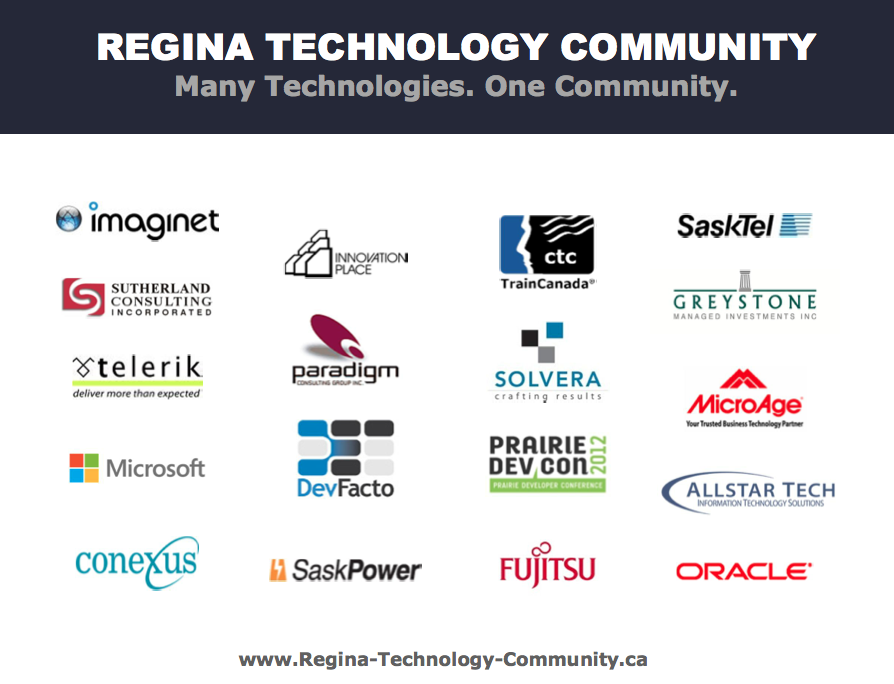 REGINA TECHNOLOGY COMMUNITY
Many Technologies. One Community.
imaginet
SUTHERLAND
CONSULTING
INCORPORATED
telerik
deliver more than expected
Microsoft
conexus
INNOVATION
PLACE
paradigm
CONSULTING GROUP INC.
DevFacto
SaskPower
ctc
TrainCanada®
SOLVERA
crafting results
PRAIRIE
DEV CON
2012
PRAIRIE DEVELOPER CONFERENCE
FUJITSU
SaskTel
GREYSTONE
MANAGED INVESTMENTS INC
MicroAge®
Your Trusted Business Technology Partner
ALLSTAR TECH
INFORMATION TECHNOLOGY SOLUTIONS
ORACLE®
www.Regina-Technology-Community.ca